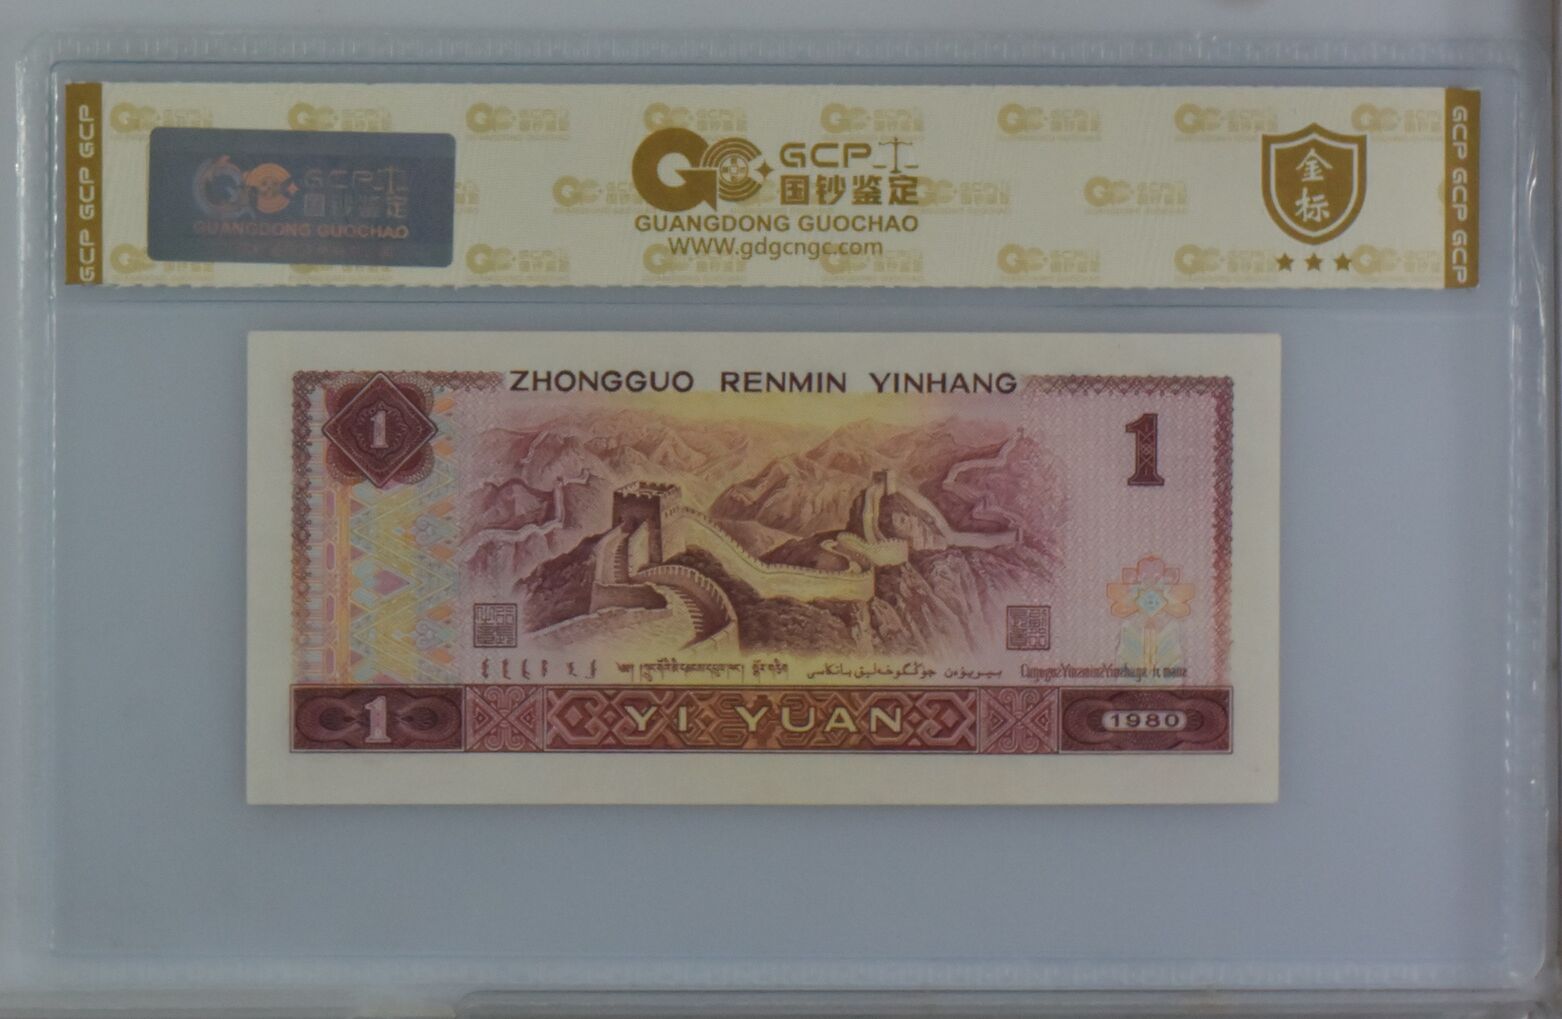 GCP GCP GCP
GCP
国钞鉴定
GUANGDONG GUOCHAO
GCP
国钞鉴定
GUANGDONG GUOCHAO
WWW.gdgcngc.com
金
标
GCP GCP GCP
ZHONGGUO RENMIN YINHANG
1
1
1
YI YUAN
1980